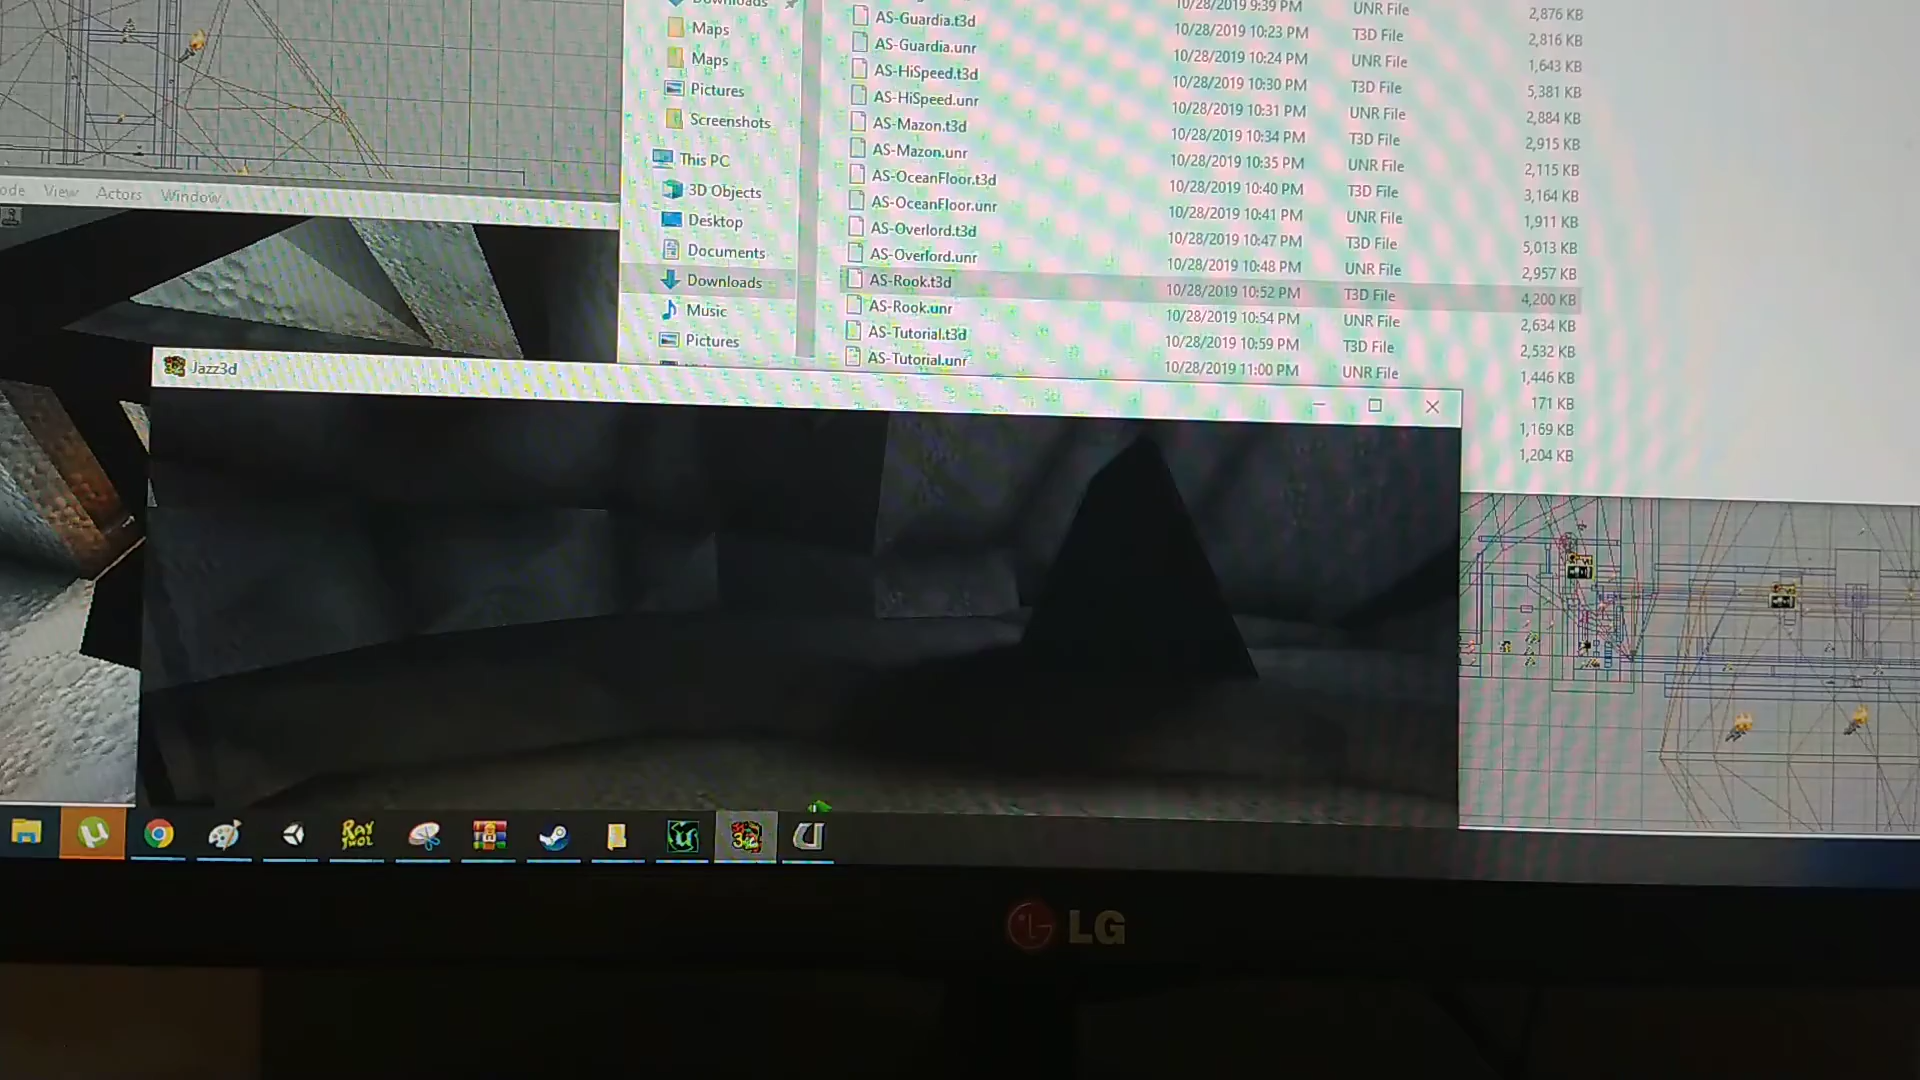 Downloads
Maps
Maps
Pictures
Screenshots
This PC
3D Objects
Desktop
Documents
Downloads
Music
Pictures
10/28/2019 9:39 PM UNR File 2,876 KB
AS-Guardia.t3d 10/28/2019 10:23 PM T3D File 2,816 KB
AS-Guardia.unr 10/28/2019 10:24 PM UNR File 1,643 KB
AS-HiSpeed.t3d 10/28/2019 10:30 PM T3D File 5,381 KB
AS-HiSpeed.unr 10/28/2019 10:31 PM UNR File 2,884 KB
AS-Mazon.t3d 10/28/2019 10:34 PM T3D File 2,915 KB
AS-Mazon.unr 10/28/2019 10:35 PM UNR File 2,115 KB
AS-OceanFloor.t3d 10/28/2019 10:40 PM T3D File 3,164 KB
AS-OceanFloor.unr 10/28/2019 10:41 PM UNR File 1,911 KB
AS-Overlord.t3d 10/28/2019 10:47 PM T3D File 5,013 KB
AS-Overlord.unr 10/28/2019 10:48 PM UNR File 2,957 KB
AS-Rook.t3d 10/28/2019 10:52 PM T3D File 4,200 KB
AS-Rook.unr 10/28/2019 10:54 PM UNR File 2,634 KB
AS-Tutorial.t3d 10/28/2019 10:59 PM T3D File 2,532 KB
AS-Tutorial.unr 10/28/2019 11:00 PM UNR File 1,446 KB
171 KB
1,169 KB
1,204 KB
ode View Actors Window
Jazz3d
RAY
LG